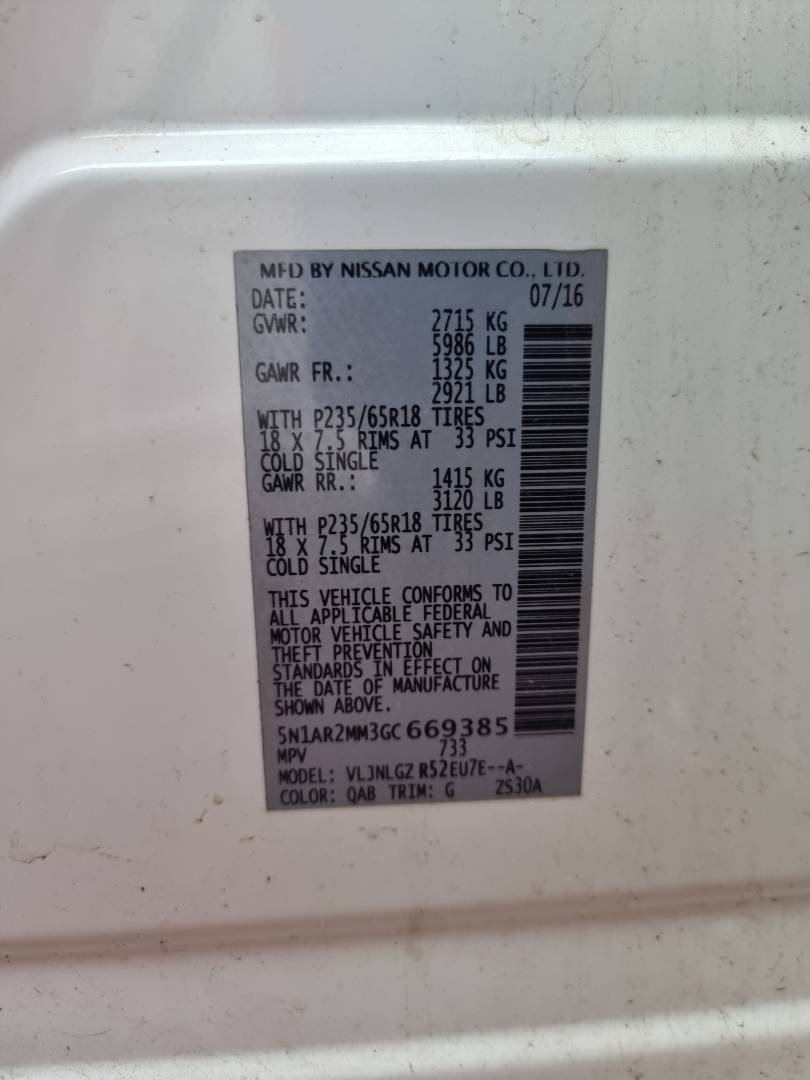 MFD BY NISSAN MOTOR CO., LTD.
DATE: 07/16
GVWR: 2715 KG
5986 LB
GAWR FR.: 1325 KG
2921 LB
WITH P235/65R18 TIRES
18 X 7.5 RIMS AT 33 PSI
COLD SINGLE
GAWR RR.: 1415 KG
3120 LB
WITH P235/65R18 TIRES
18 X 7.5 RIMS AT 33 PSI
COLD SINGLE
THIS VEHICLE CONFORMS TO
ALL APPLICABLE FEDERAL
MOTOR VEHICLE SAFETY AND
THEFT PREVENTION
STANDARDS IN EFFECT ON
THE DATE OF MANUFACTURE
SHOWN ABOVE.
5N1AR2MM3GC669385
MPV 733
MODEL: VLJNLGZ R52EU7E--A-
COLOR: QAB TRIM: G ZS30A